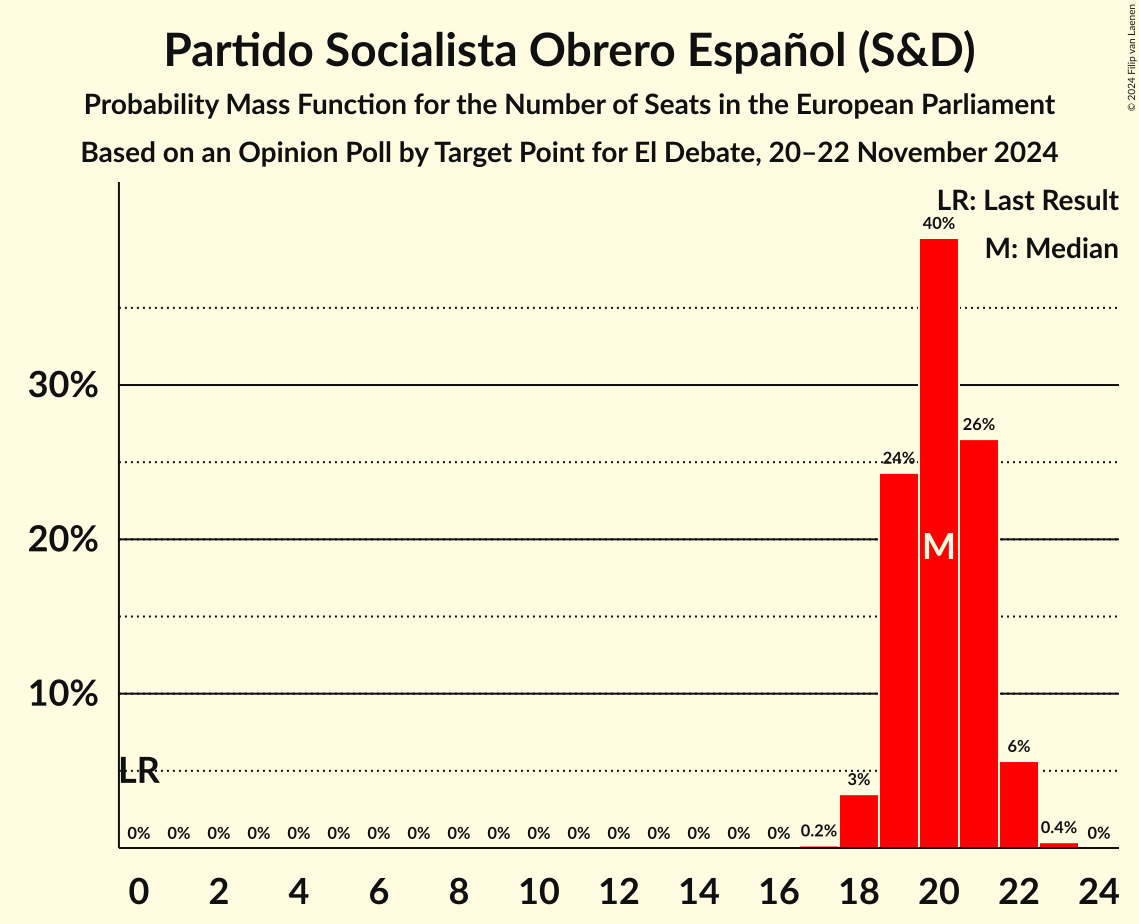 Partido Socialista Obrero Español (S&D)
Probability Mass Function for the Number of Seats in the European Parliament
Based on an Opinion Poll by Target Point for El Debate, 20–22 November 2024
© 2024 Filip van Laenen
LR: Last Result
M: Median
40%
30%
26%
24%
20%
M
10%
6%
LR
3%
0% 0% 0% 0% 0% 0% 0% 0% 0% 0% 0% 0% 0% 0% 0% 0% 0% 0.2% 0.4% 0%
0 2 4 6 8 10 12 14 16 18 20 22 24